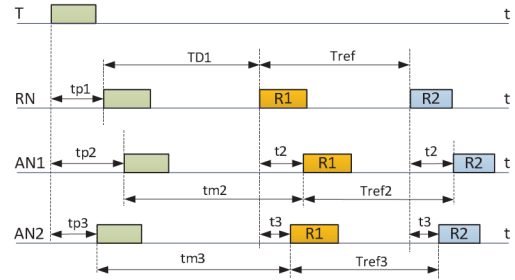 T t
TD1 Tref
tp1
RN R1 R2 t
tp2 t2 t2
AN1 R1 R2 t
tm2 Tref2
tp3 t3 t3
AN2 R1 R2 t
tm3 Tref3